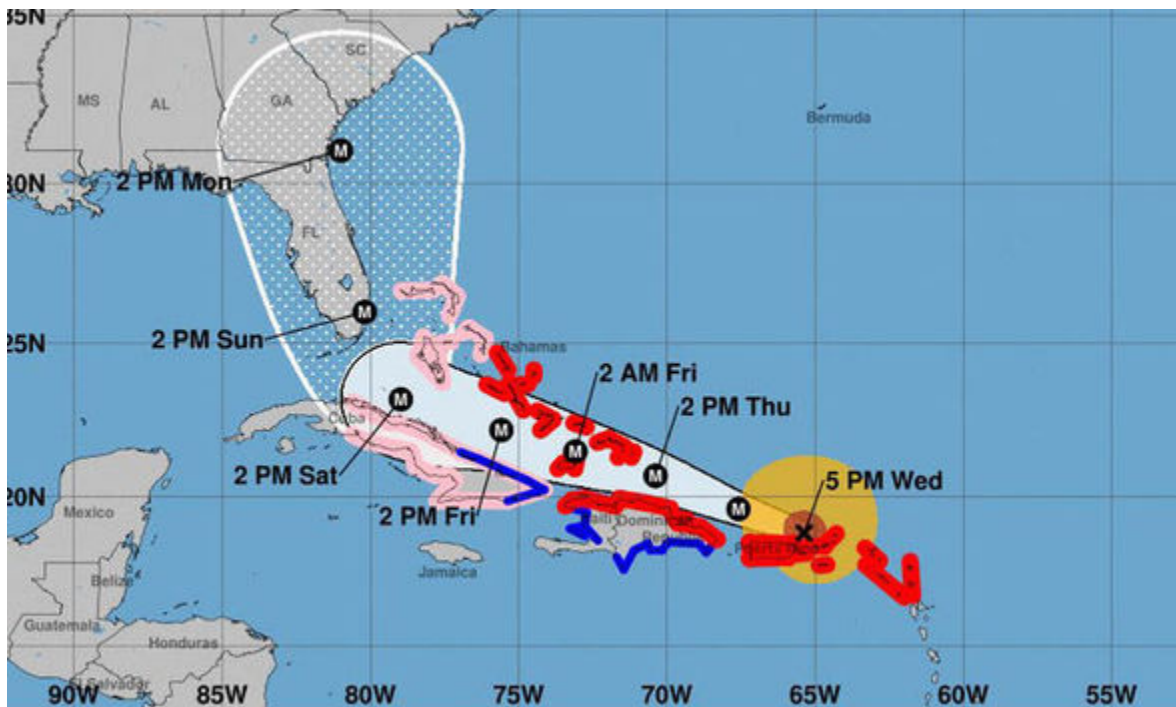 35N
SC
MS
AL
GA
Bermuda
M
2 PM Mon
30N
FL
M
2 PM Sun
25N
Bahamas
2 AM Fri
M
Cuba
2 PM Thu
M
M
M
2 PM Sat
5 PM Wed
20N
2 PM Fri
M
Mexico
Haiti
Dominican
Republic
Puerto Rico
Jamaica
Belize
Guatemala
Honduras
El Salvador
90W
85W
80W
75W
70W
65W
60W
55W